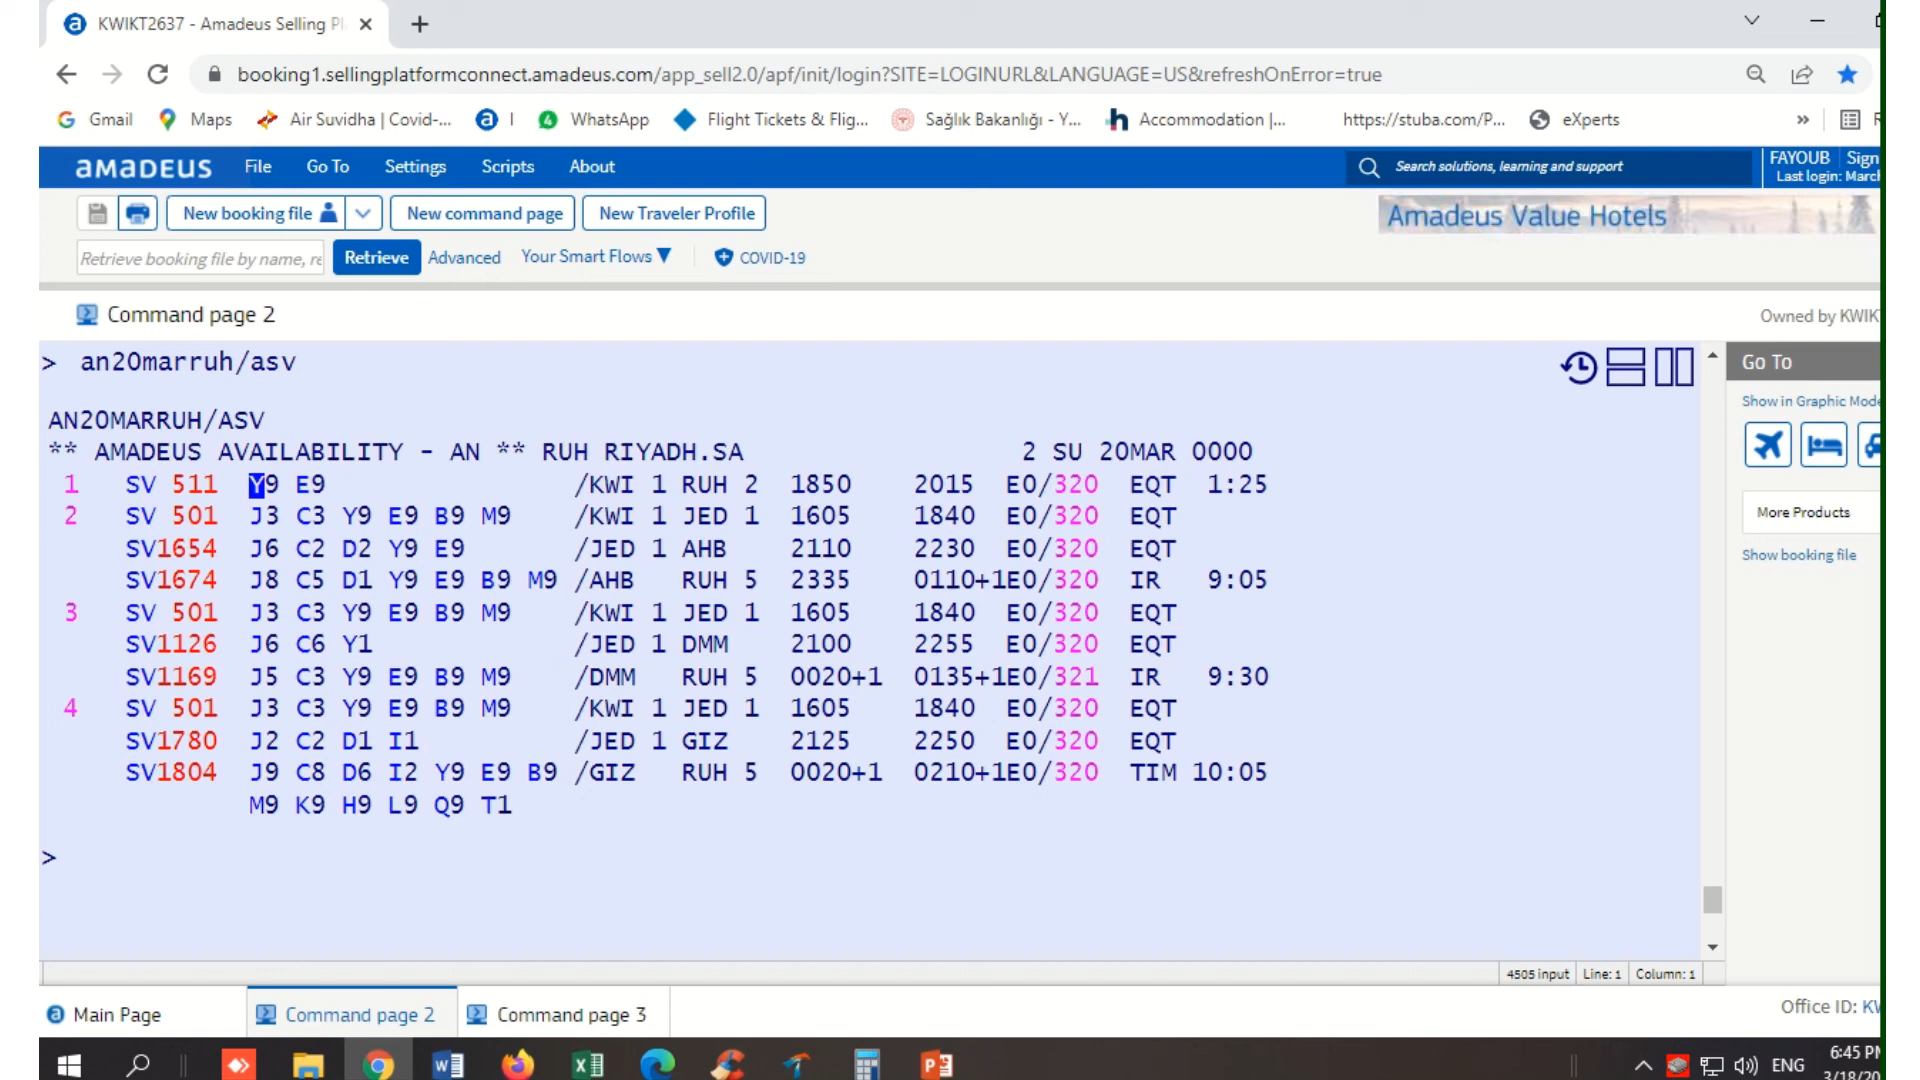 KWIKT2637 - Amadeus Selling Pl
booking1.sellingplatformconnect.amadeus.com/app_sell2.0/apf/init/login?SITE=LOGINURL&LANGUAGE=US&refreshOnError=true
Gmail Maps Air Suvidha | Covid-... I WhatsApp Flight Tickets & Flig... Sağlık Bakanlığı - Y... Accommodation |... https://stuba.com/P... eXperts »
amadeus File Go To Settings Scripts About Search solutions, learning and support FAYOUB Sign
Last login: March
New booking file New command page New Traveler Profile Amadeus Value Hotels
Retrieve booking file by name, re Retrieve Advanced Your Smart Flows COVID-19
Command page 2 Owned by KWIK
> an20marruh/asv Go To
Show in Graphic Mode
AN20MARRUH/ASV
** AMADEUS AVAILABILITY - AN ** RUH RIYADH.SA 2 SU 20MAR 0000
1 SV 511 Y9 E9 /KWI 1 RUH 2 1850 2015 E0/320 EQT 1:25
2 SV 501 J3 C3 Y9 E9 B9 M9 /KWI 1 JED 1 1605 1840 E0/320 EQT
More Products
SV1654 J6 C2 D2 Y9 E9 /JED 1 AHB 2110 2230 E0/320 EQT
Show booking file
SV1674 J8 C5 D1 Y9 E9 B9 M9 /AHB RUH 5 2335 0110+1E0/320 IR 9:05
3 SV 501 J3 C3 Y9 E9 B9 M9 /KWI 1 JED 1 1605 1840 E0/320 EQT
SV1126 J6 C6 Y1 /JED 1 DMM 2100 2255 E0/320 EQT
SV1169 J5 C3 Y9 E9 B9 M9 /DMM RUH 5 0020+1 0135+1E0/321 IR 9:30
4 SV 501 J3 C3 Y9 E9 B9 M9 /KWI 1 JED 1 1605 1840 E0/320 EQT
SV1780 J2 C2 D1 I1 /JED 1 GIZ 2125 2250 E0/320 EQT
SV1804 J9 C8 D6 I2 Y9 E9 B9 /GIZ RUH 5 0020+1 0210+1E0/320 TIM 10:05
M9 K9 H9 L9 Q9 T1
>
4505 input Line: 1 Column: 1
Main Page Command page 2 Command page 3 Office ID: KW
ENG 6:45 PM
3/18/20